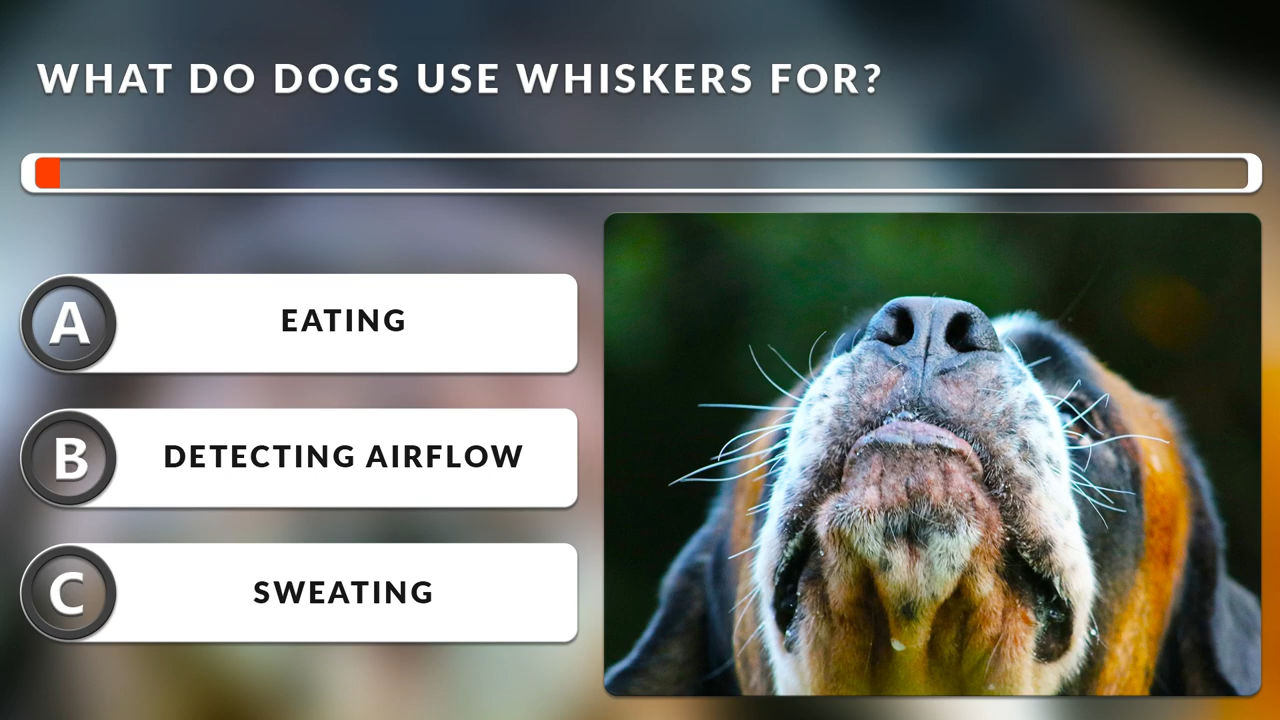 WHAT DO DOGS USE WHISKERS FOR?
A EATING
B DETECTING AIRFLOW
C SWEATING